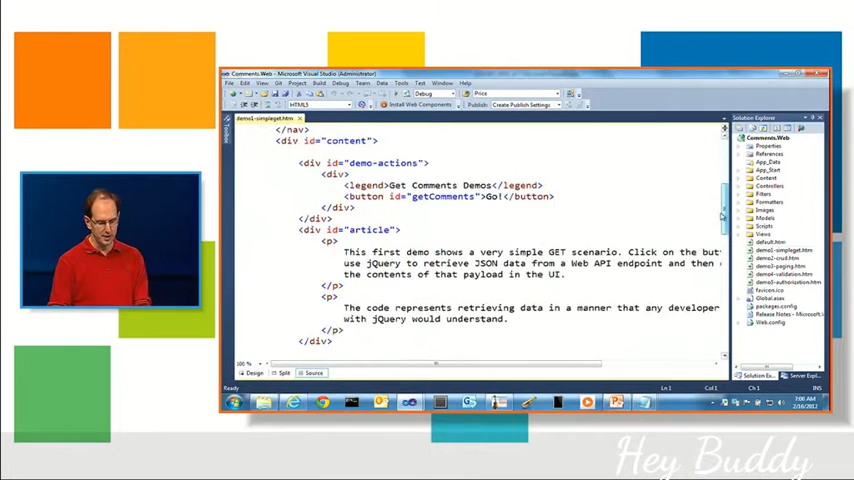 Comments.Web - Microsoft Visual Studio (Administrator)
File Edit View Git Project Build Debug Team Data Tools Test Window Help
Debug Price
HTML5 Install Web Components Publish: Create Publish Settings
demo1-simpleget.htm
Toolbox
</nav>
<div id="content">
<div id="demo-actions">
<div>
<legend>Get Comments Demos</legend>
<button id="getComments">Go!</button>
</div>
</div>
<div id="article">
<p>
This first demo shows a very simple GET scenario. Click on the but
use jQuery to retrieve JSON data from a Web API endpoint and then
the contents of that payload in the UI.
</p>
<p>
The code represents retrieving data in a manner that any developer
with jQuery would understand.
</p>
</div>
100 %
Design Split Source
Solution Explorer
Comments.Web
Properties
References
App_Data
App_Start
Content
Controllers
Filters
Formatters
Images
Models
Scripts
Views
default.htm
demo1-simpleget.htm
demo2-crud.htm
demo3-paging.htm
demo4-validation.htm
demo5-authorization.htm
favicon.ico
Global.asax
packages.config
Release Notes - Microsoft.
Web.config
Solution Ex... Server Expl...
Ready Ln 1 Col 1 Ch 1 INS
7:00 AM
2/16/2012
Hey Buddy